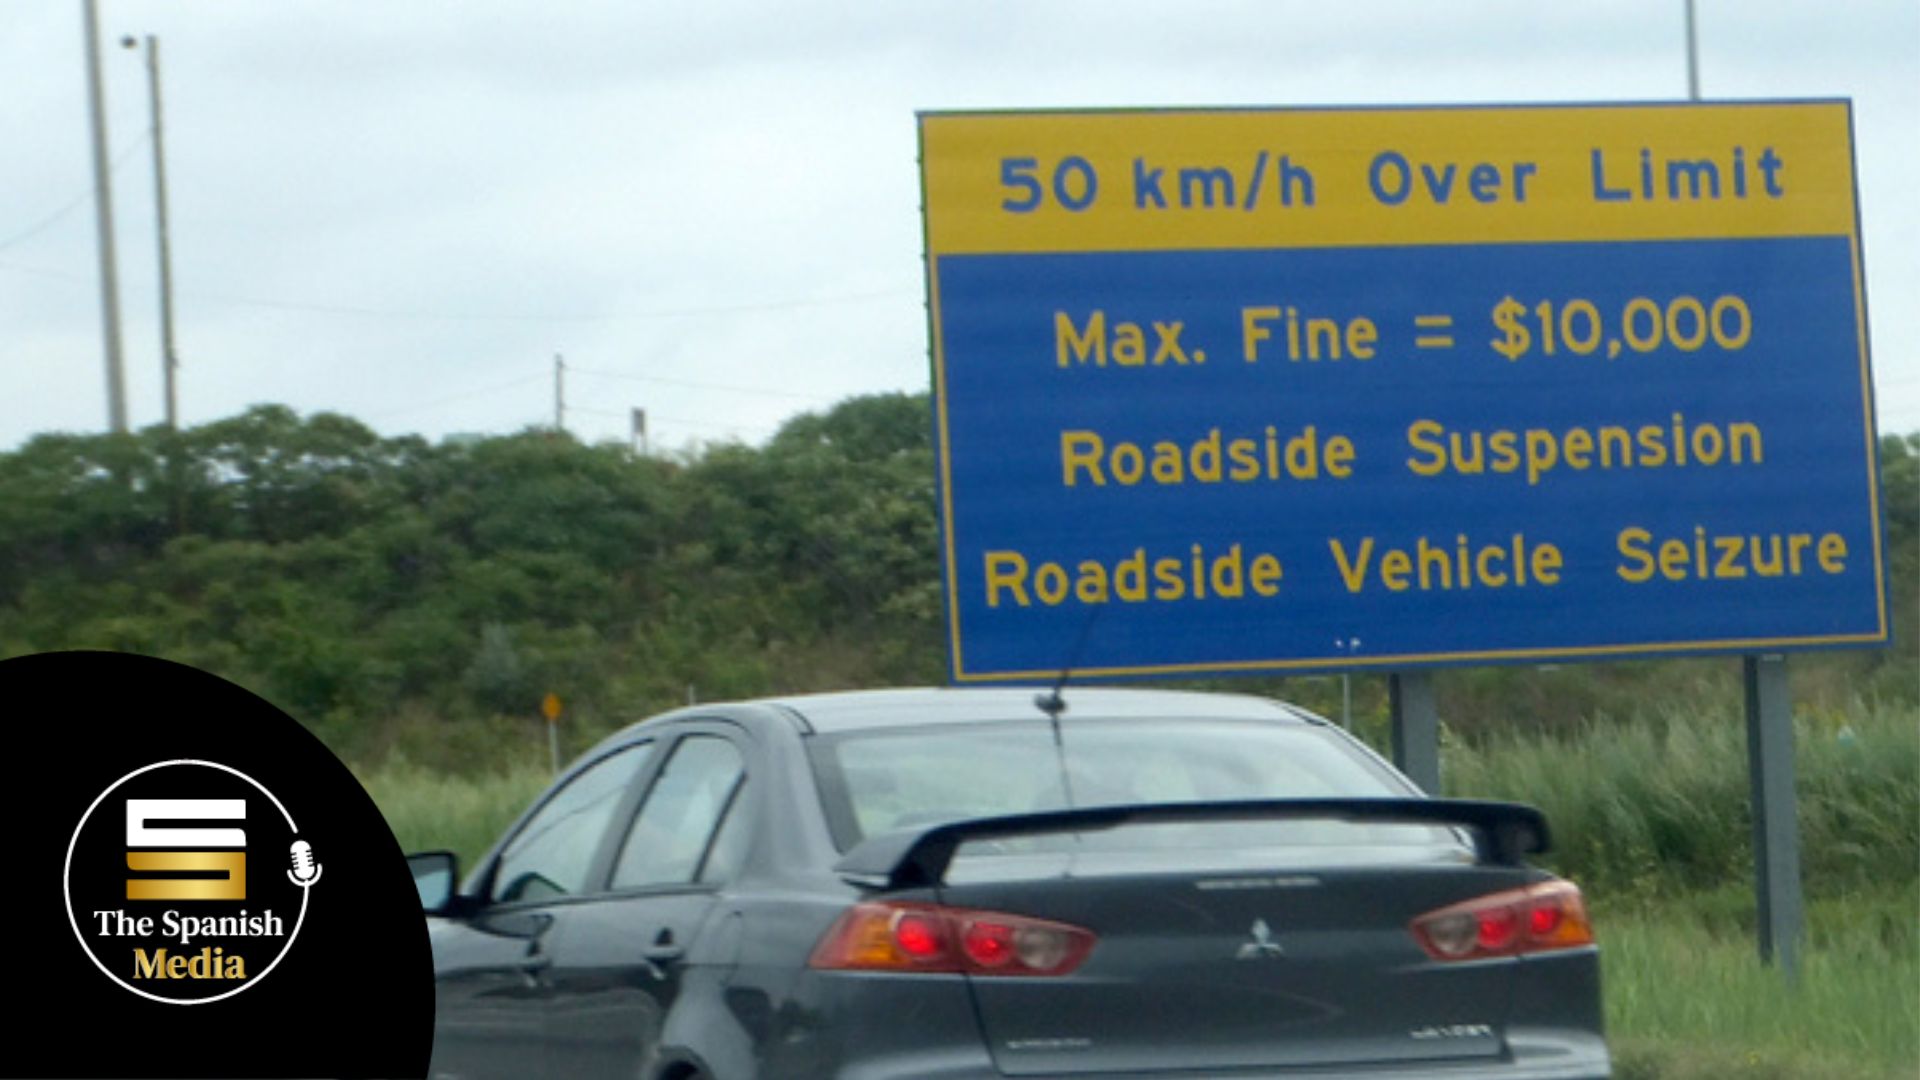 50 km/h Over Limit
Max. Fine = $10,000
Roadside Suspension
Roadside Vehicle Seizure
The Spanish
Media